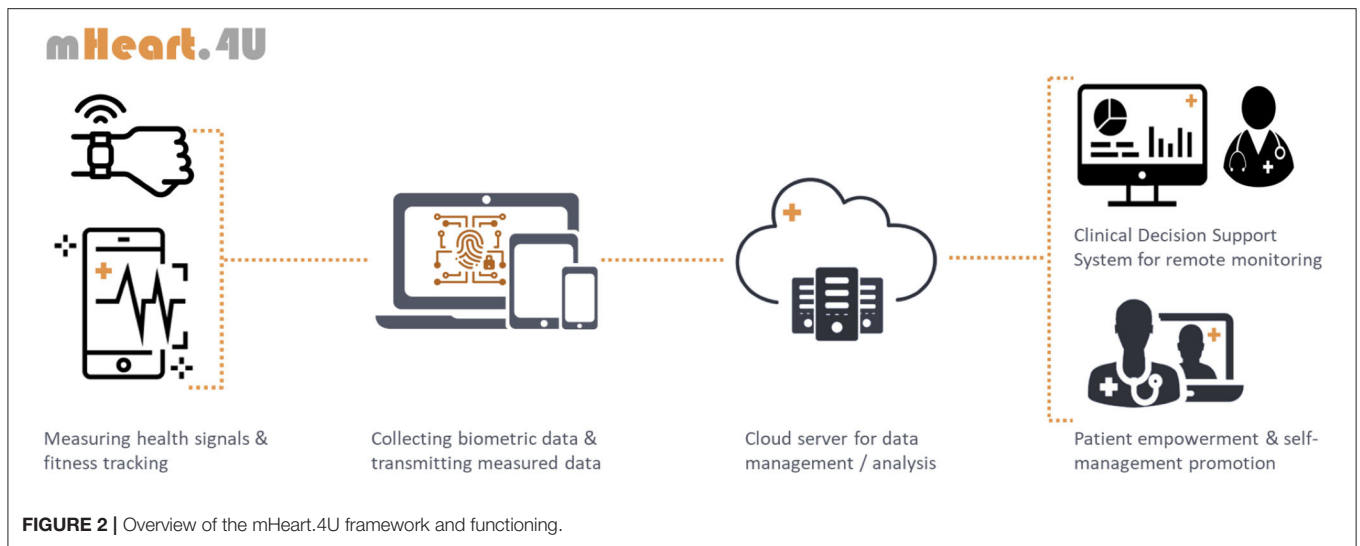 mHeart.4U
Clinical Decision Support
System for remote monitoring
Measuring health signals &
fitness tracking
Collecting biometric data &
transmitting measured data
Cloud server for data
management / analysis
Patient empowerment & self-
management promotion
FIGURE 2 | Overview of the mHeart.4U framework and functioning.